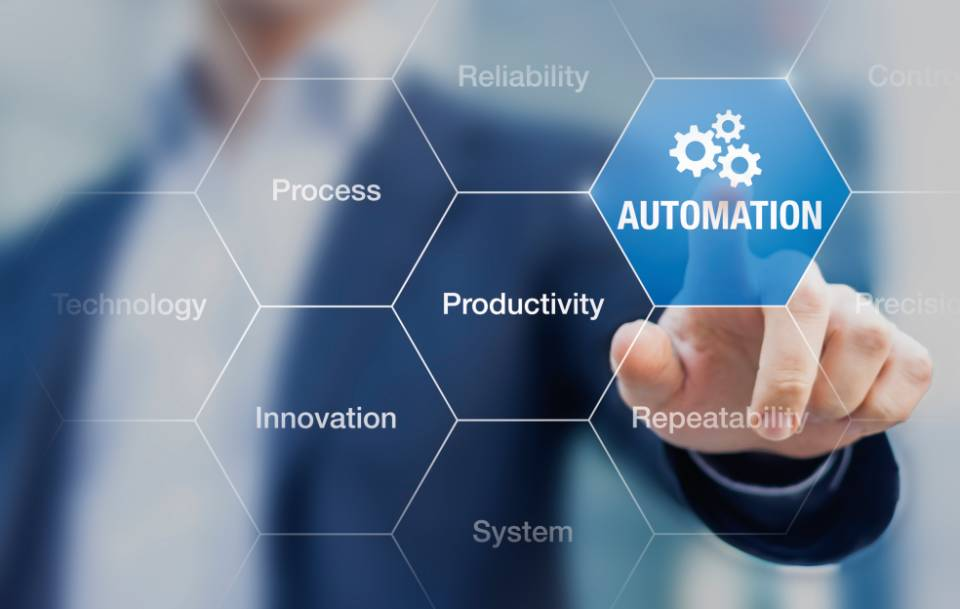 Reliability
Process
AUTOMATION
Technology
Productivity
Innovation
Repeatability
System